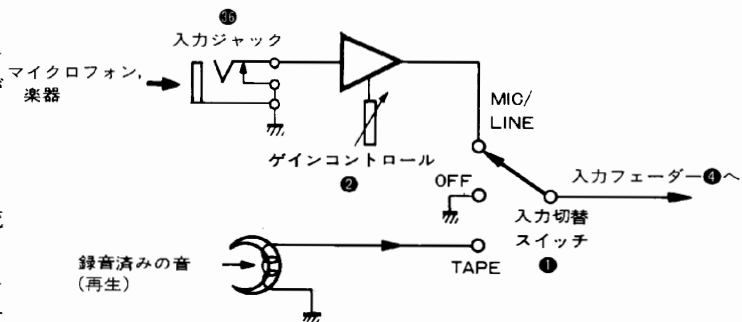 ㊱
入力ジャック
マイクロフォン,
楽器
MIC/
LINE
ゲインコントロール
❷
OFF
入力フェーダー❹へ
入力切替
スイッチ
❶
TAPE
録音済みの音
(再生)